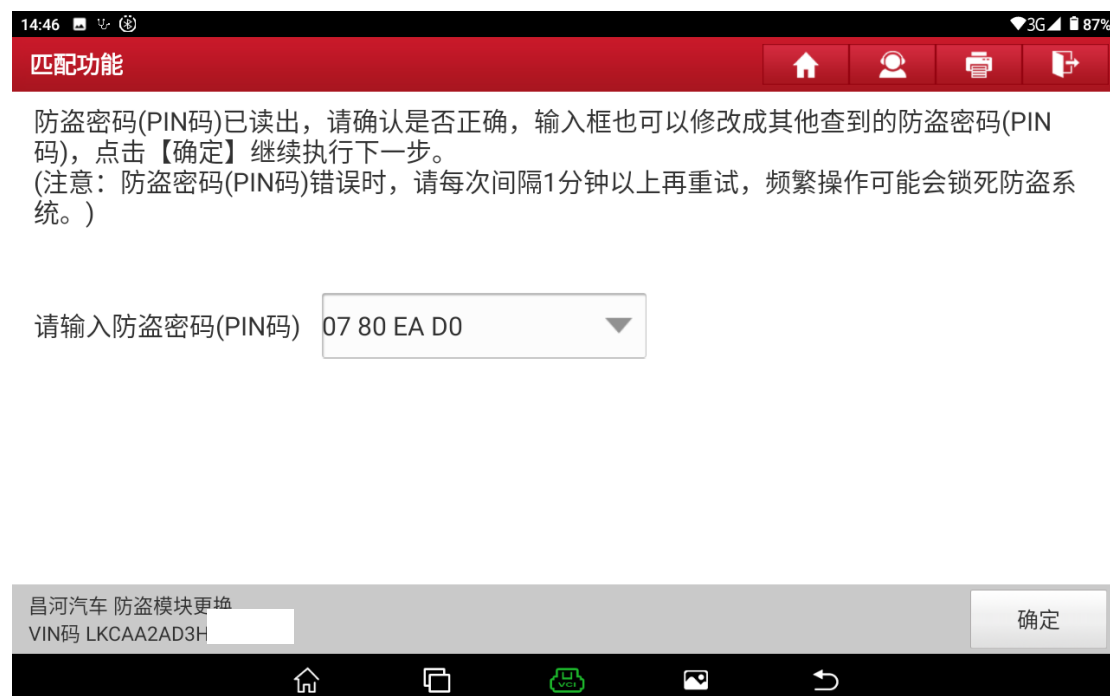 14:46 3G 87%
匹配功能
防盗密码(PIN码)已读出，请确认是否正确，输入框也可以修改成其他查到的防盗密码(PIN
码)，点击【确定】继续执行下一步。
(注意：防盗密码(PIN码)错误时，请每次间隔1分钟以上再重试，频繁操作可能会锁死防盗系
统。)
请输入防盗密码(PIN码) 07 80 EA D0
昌河汽车 防盗模块更换
VIN码 LKCAA2AD3H
确定
VCI